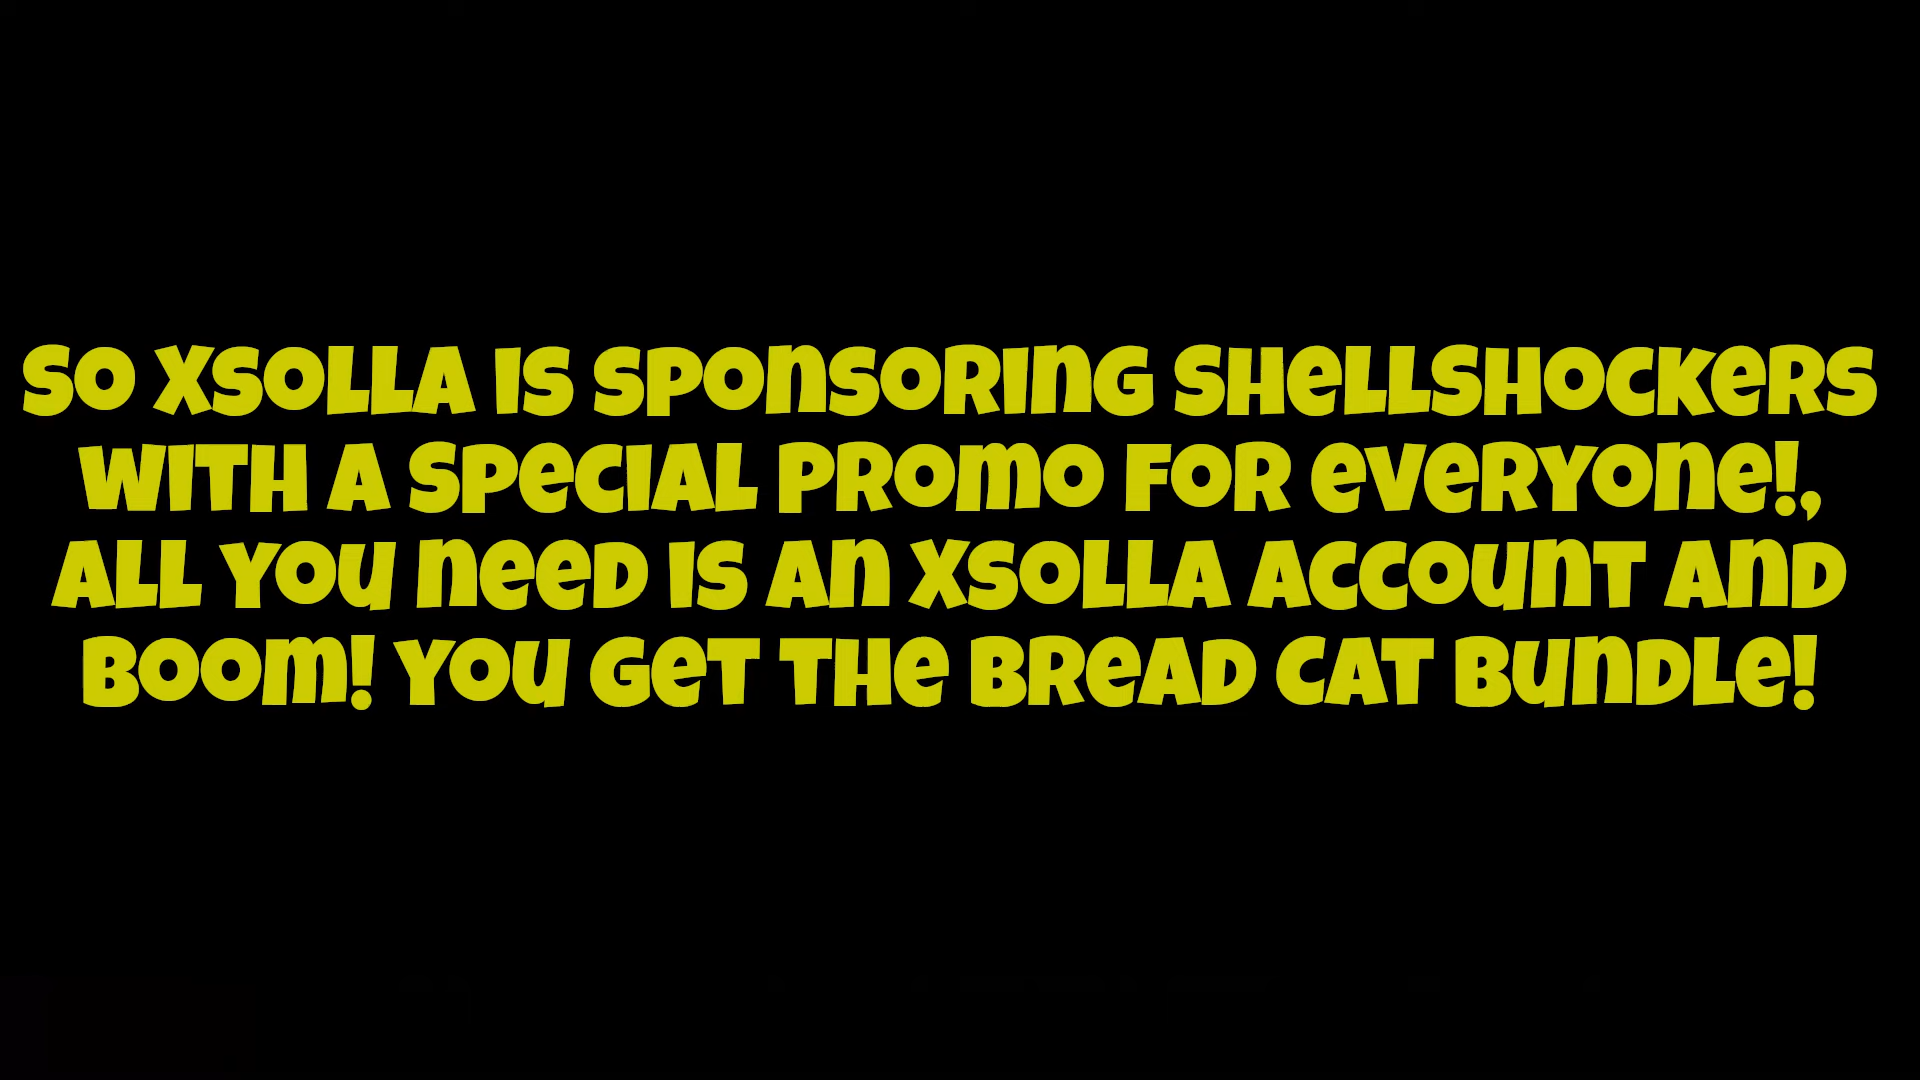 So Xsolla is sponsoring Shellshockers
with a special promo for everyone!,
all you need is an Xsolla account and
boom! You get the Bread Cat Bundle!